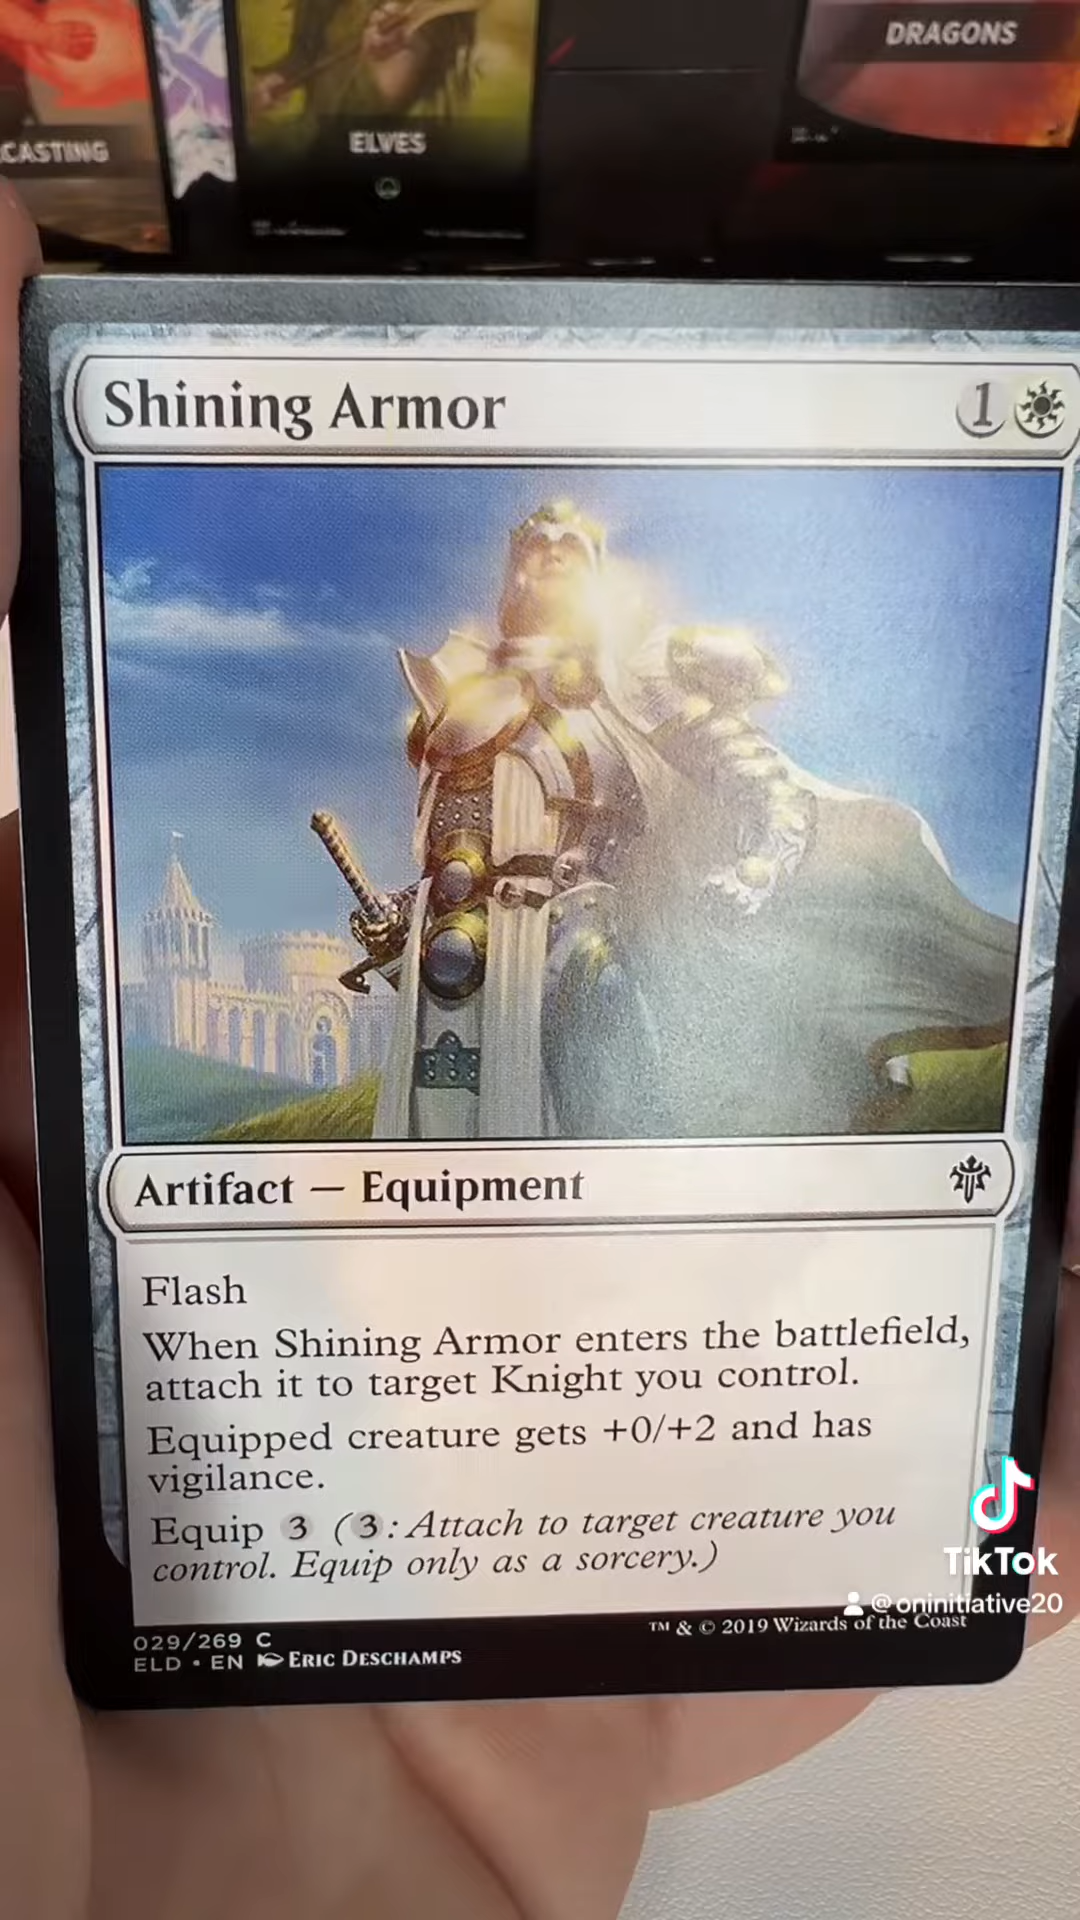 CASTING
ELVES
DRAGONS
Shining Armor
1
Artifact — Equipment
Flash
When Shining Armor enters the battlefield,
attach it to target Knight you control.
Equipped creature gets +0/+2 and has
vigilance.
Equip 3 (3: Attach to target creature you
control. Equip only as a sorcery.)
TikTok
@oninitiative20
029/269 C
™ & © 2019 Wizards of the Coast
ELD • EN Eric Deschamps